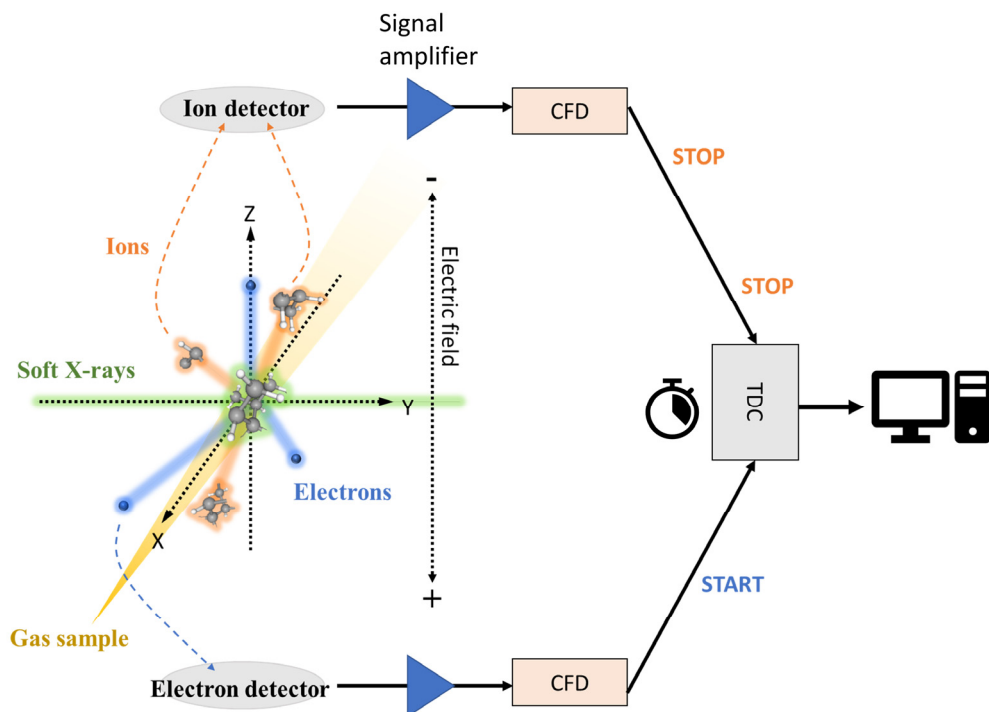 Signal
amplifier
Ion detector
CFD
STOP
-
Z
Ions
Electric field
STOP
Soft X-rays
Y
TDC
Electrons
X
+
START
Gas sample
Electron detector
CFD